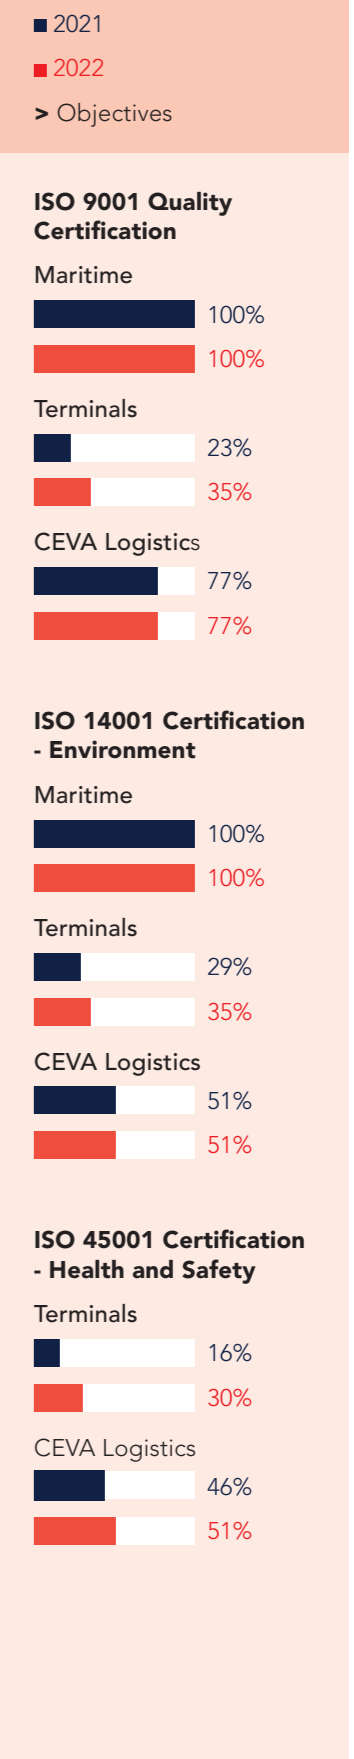 2021
2022
> Objectives
ISO 9001 Quality
Certification
Maritime
100%
100%
Terminals
23%
35%
CEVA Logistics
77%
77%
ISO 14001 Certification
- Environment
Maritime
100%
100%
Terminals
29%
35%
CEVA Logistics
51%
51%
ISO 45001 Certification
- Health and Safety
Terminals
16%
30%
CEVA Logistics
46%
51%